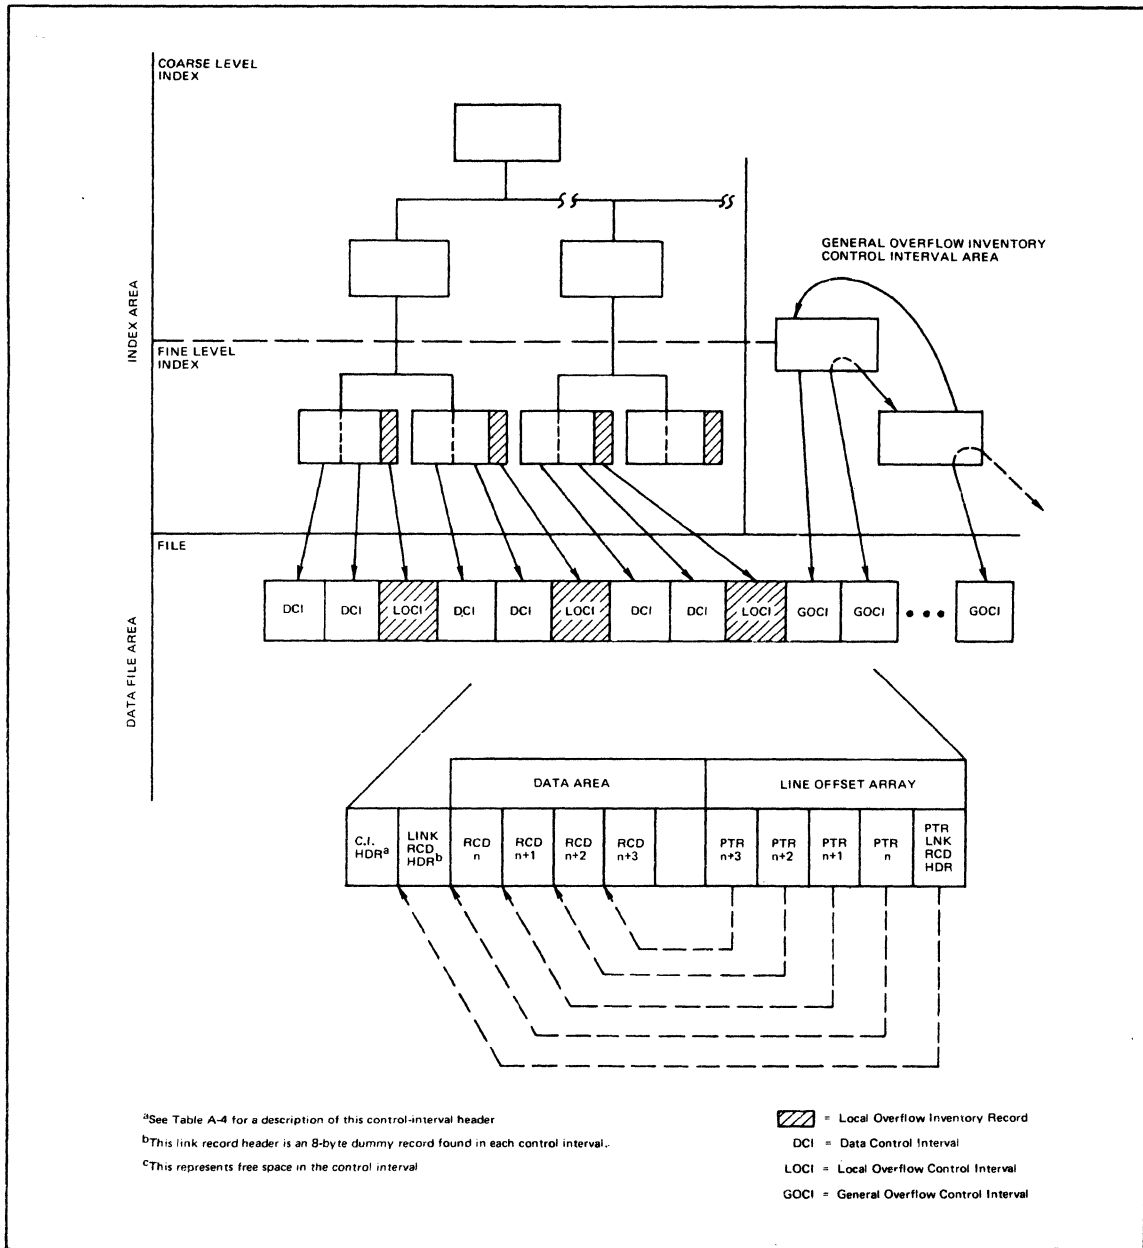 COARSE LEVEL
INDEX
GENERAL OVERFLOW INVENTORY
CONTROL INTERVAL AREA
INDEX AREA
FINE LEVEL
INDEX
FILE
DCI DCI LOCI DCI DCI LOCI DCI DCI LOCI GOCI GOCI ••• GOCI
DATA FILE AREA
DATA AREA LINE OFFSET ARRAY
C.I.
HDRᵃ
LINK
RCD
HDRᵇ
RCD
n
RCD
n+1
RCD
n+2
RCD
n+3
PTR
n+3
PTR
n+2
PTR
n+1
PTR
n
PTR
LNK
RCD
HDR
ᵃSee Table A-4 for a description of this control-interval header
ᵇThis link record header is an 8-byte dummy record found in each control interval.
ᶜThis represents free space in the control interval
= Local Overflow Inventory Record
DCI = Data Control Interval
LOCI = Local Overflow Control Interval
GOCI = General Overflow Control Interval